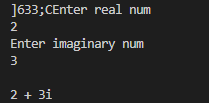 ]633;CEnter real num
2
Enter imaginary num
3
2 + 3i